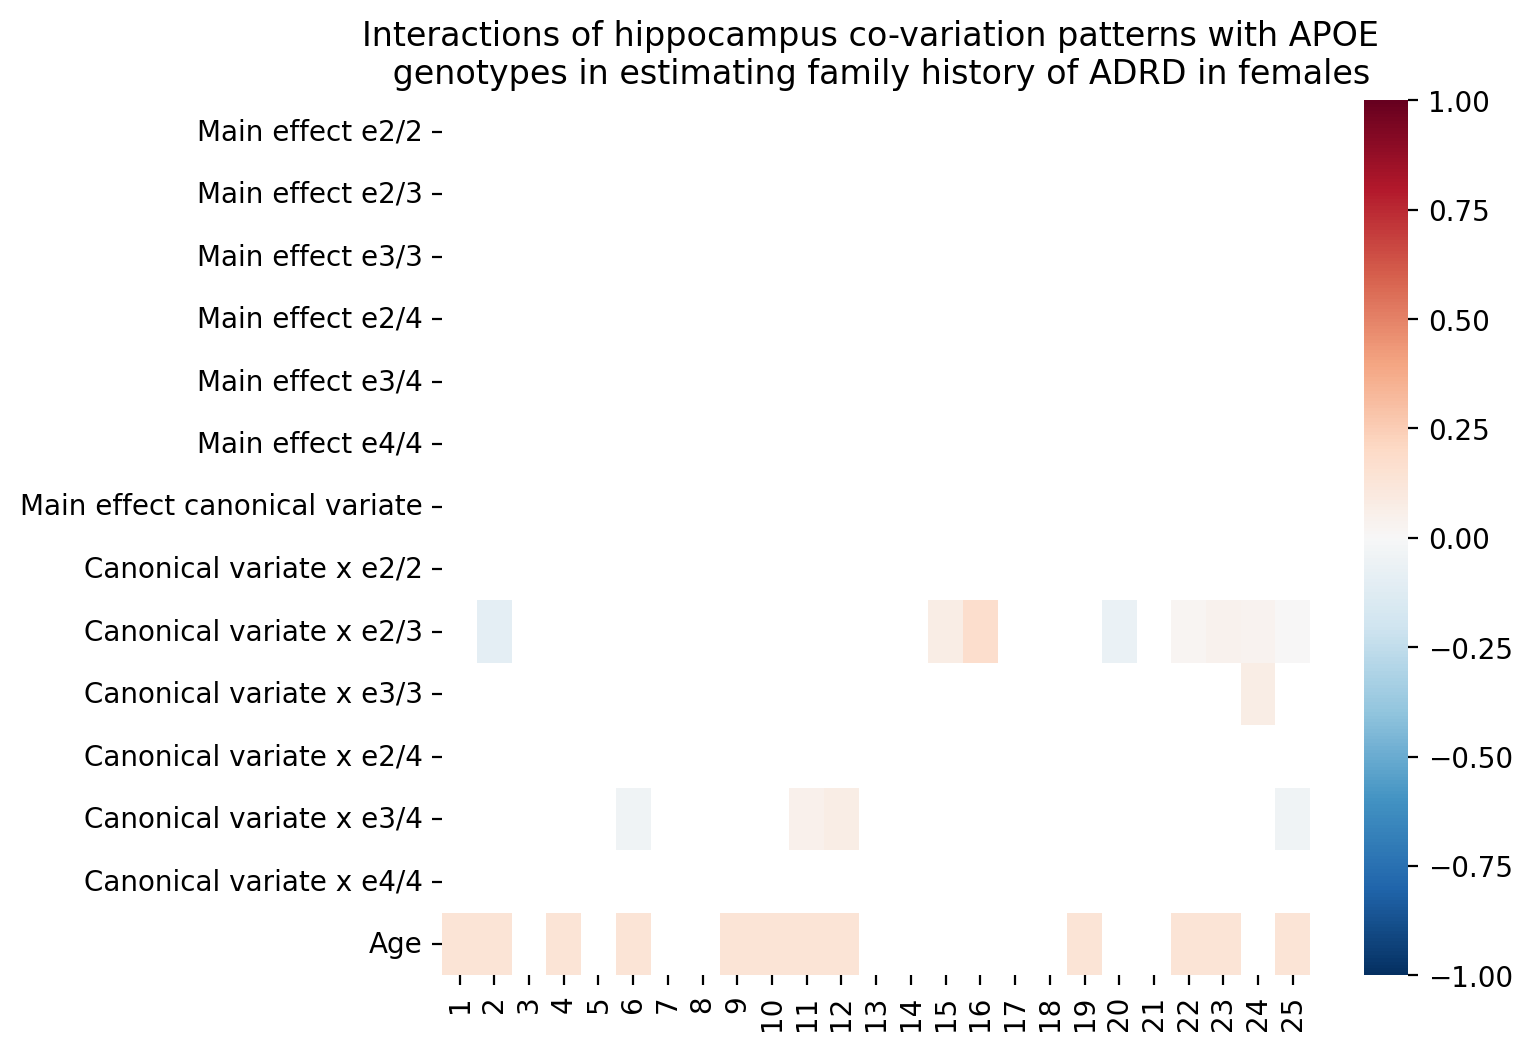 Interactions of hippocampus co-variation patterns with APOE
genotypes in estimating family history of ADRD in females
Main effect e2/2
Main effect e2/3
Main effect e3/3
Main effect e2/4
Main effect e3/4
Main effect e4/4
Main effect canonical variate
Canonical variate x e2/2
Canonical variate x e2/3
Canonical variate x e3/3
Canonical variate x e2/4
Canonical variate x e3/4
Canonical variate x e4/4
Age
1 2 3 4 5 6 7 8 9 10 11 12 13 14 15 16 17 18 19 20 21 22 23 24 25
1.00
0.75
0.50
0.25
0.00
−0.25
−0.50
−0.75
−1.00